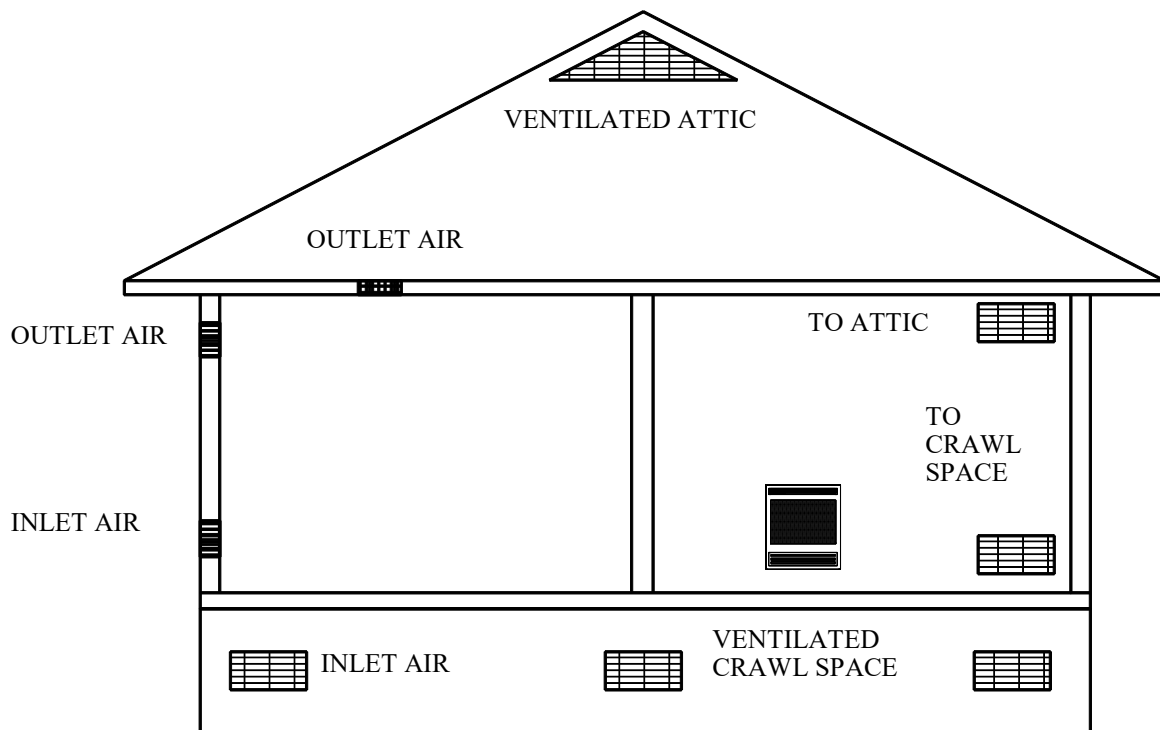 VENTILATED ATTIC
OUTLET AIR
OUTLET AIR
TO ATTIC
TO
CRAWL
SPACE
INLET AIR
INLET AIR
VENTILATED
CRAWL SPACE